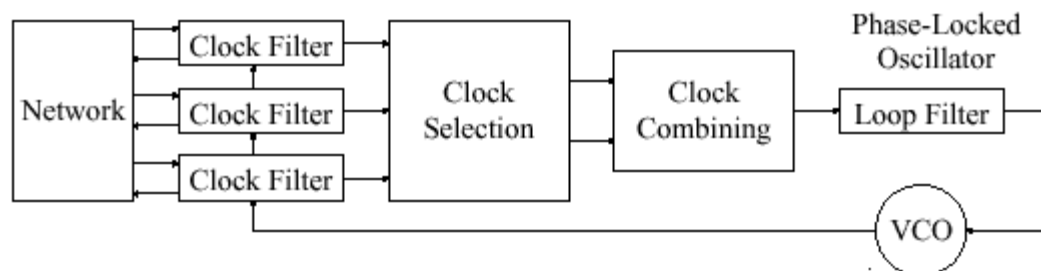 Phase-Locked
Oscillator
Network
Clock Filter
Clock Filter
Clock Filter
Clock
Selection
Clock
Combining
Loop Filter
VCO